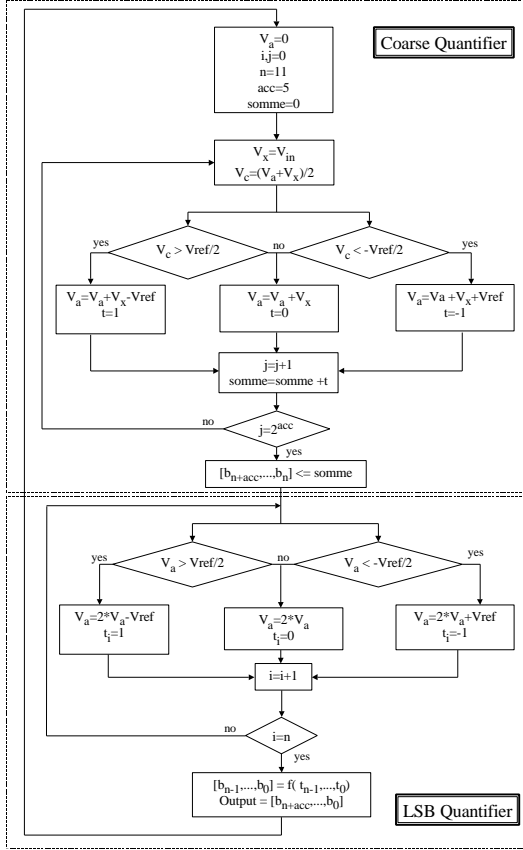 V_a=0
i,j=0
n=11
acc=5
somme=0
Coarse Quantifier
V_x=V_in
V_c=(V_a+V_x)/2
yes
V_c > Vref/2
no
V_c < -Vref/2
yes
V_a=V_a+V_x-Vref
t=1
V_a=V_a +V_x
t=0
V_a=Va +V_x+Vref
t=-1
j=j+1
somme=somme +t
no
j=2^acc
yes
[b_n+acc,...,b_n] <= somme
yes
V_a > Vref/2
no
V_a < -Vref/2
yes
V_a=2*V_a-Vref
t_i=1
V_a=2*V_a
t_i=0
V_a=2*V_a+Vref
t_i=-1
i=i+1
no
i=n
yes
[b_n-1,...,b_0] = f( t_n-1,...,t_0)
Output = [b_n+acc,...,b_0]
LSB Quantifier